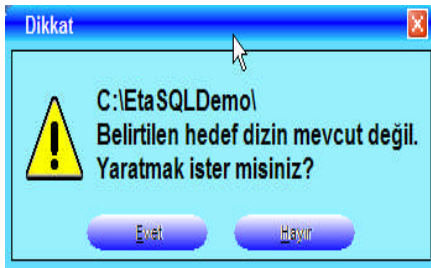 Dikkat
C:\EtaSQLDemo\
Belirtilen hedef dizin mevcut değil.
Yaratmak ister misiniz?
Evet
Hayır